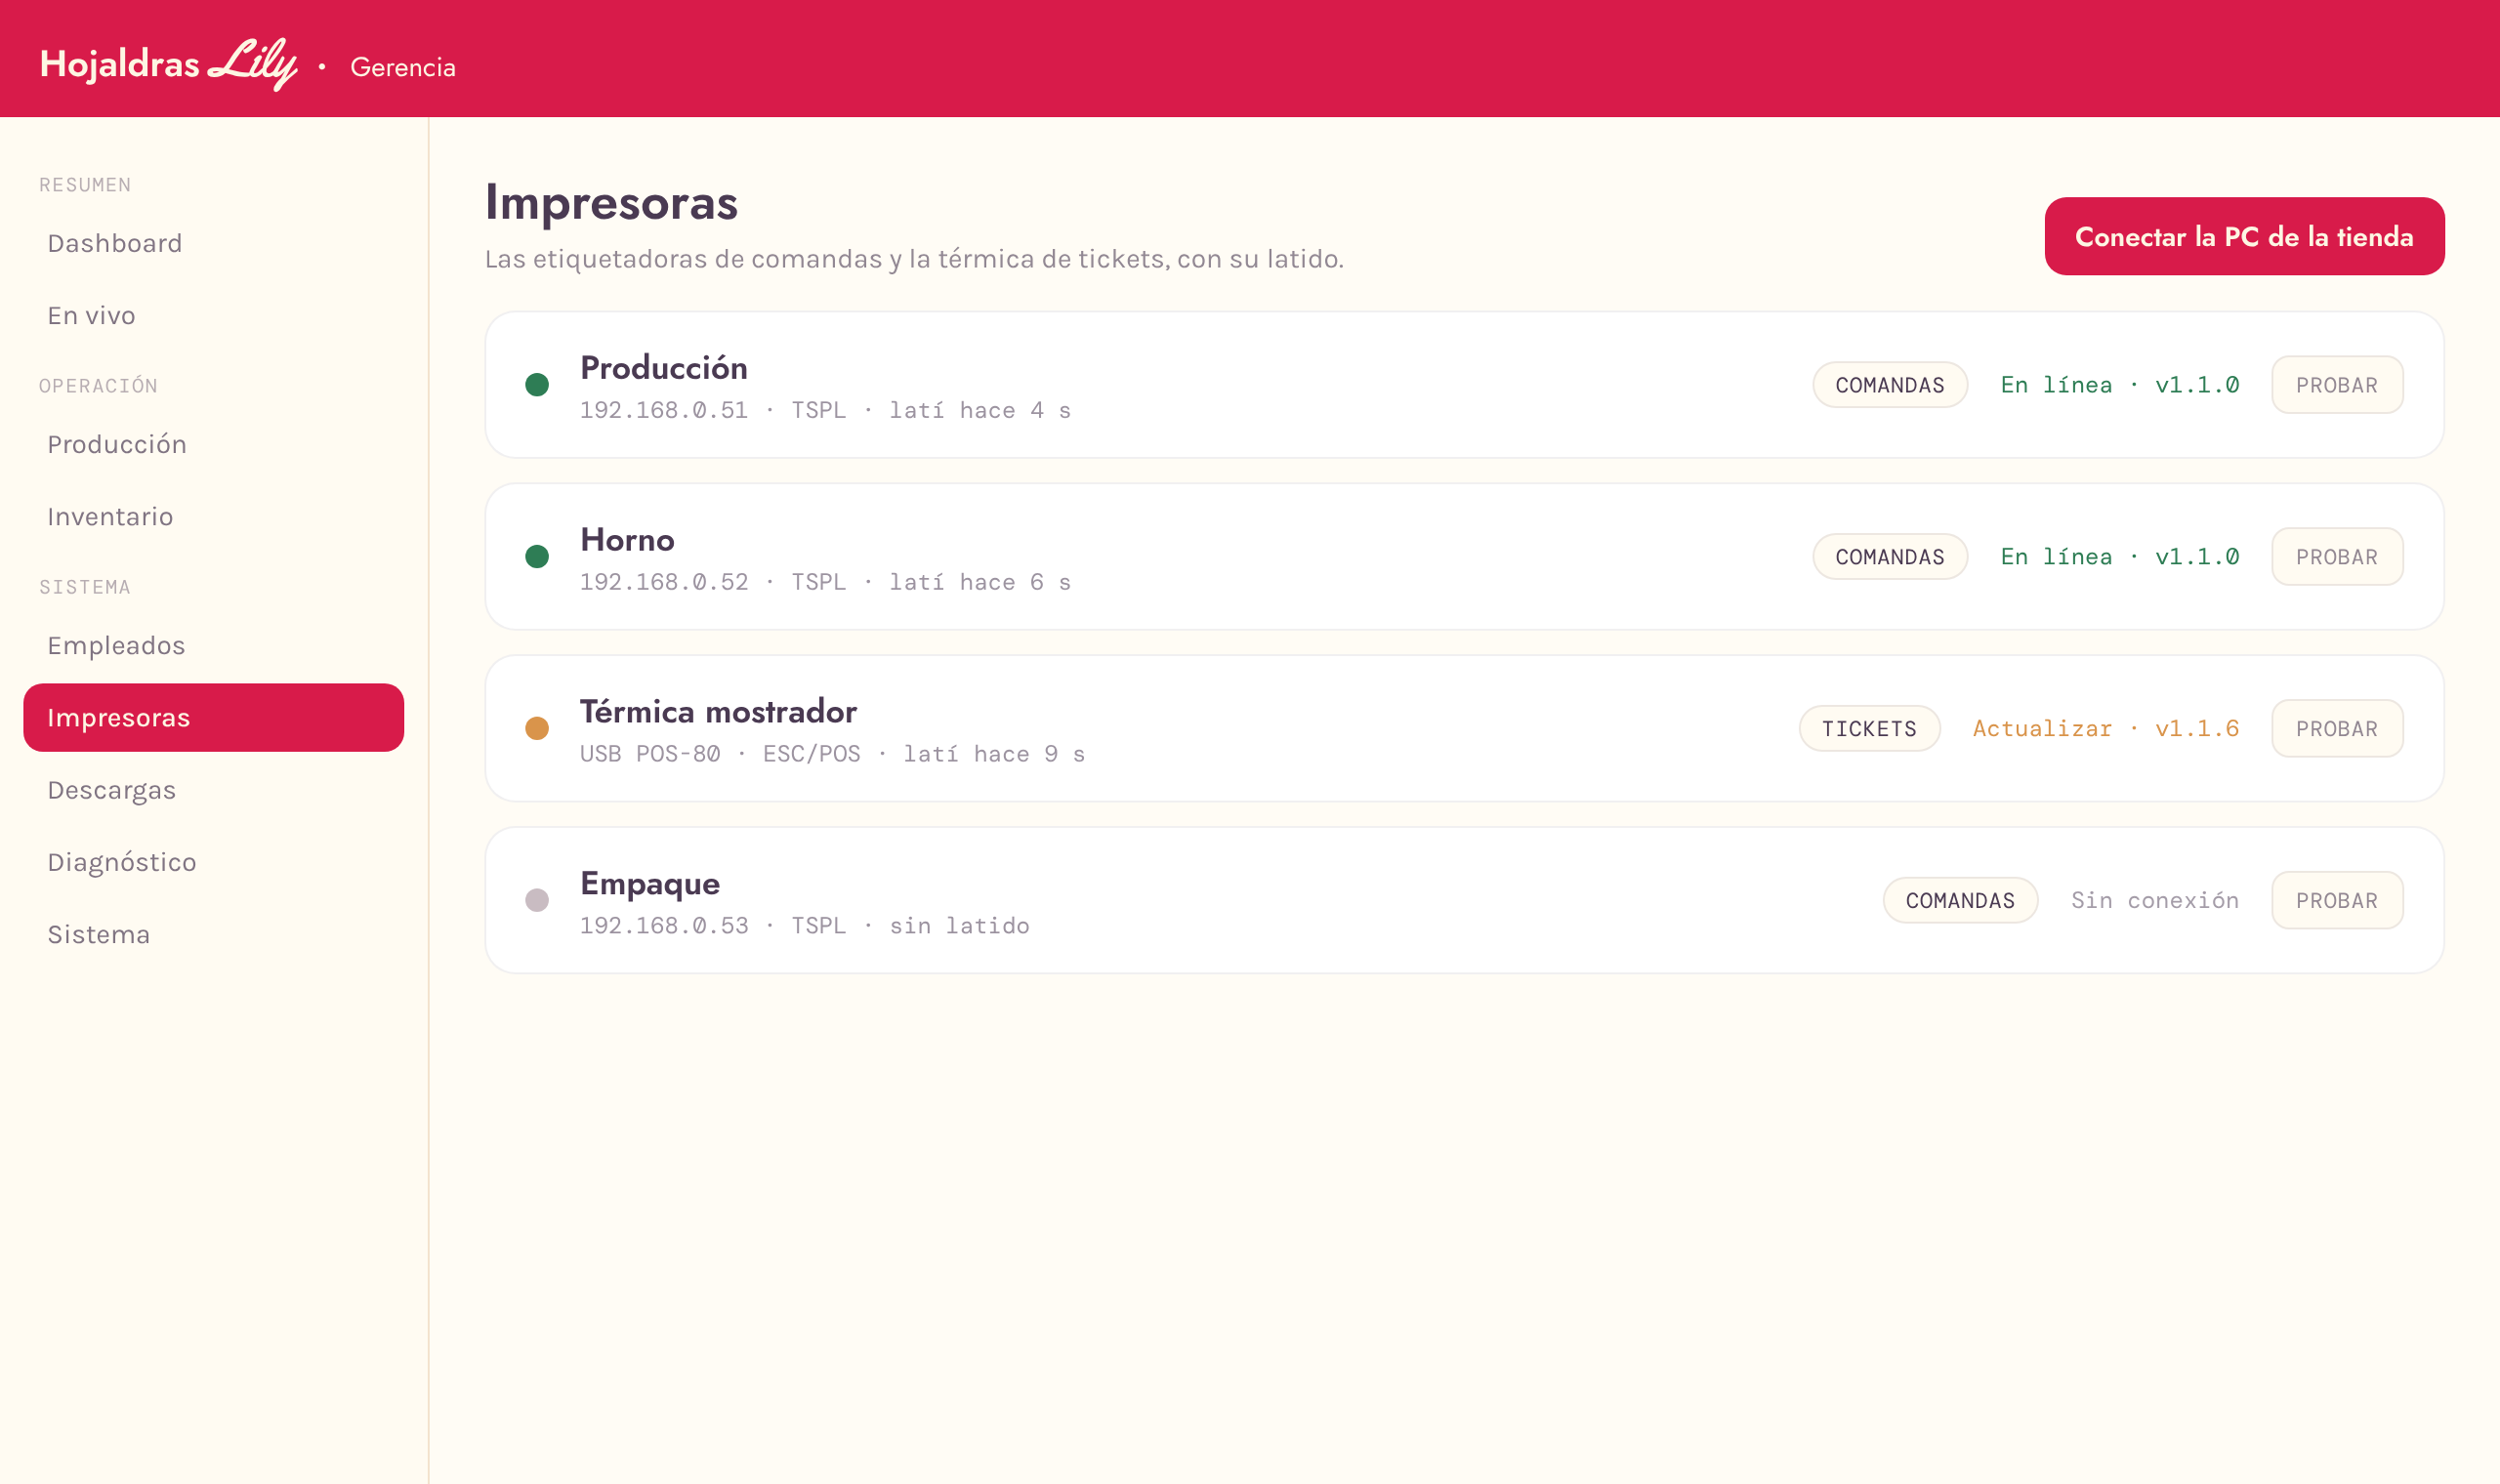 Hojaldras Lily · Gerencia
RESUMEN
Dashboard
En vivo
OPERACIÓN
Producción
Inventario
SISTEMA
Empleados
Impresoras
Descargas
Diagnóstico
Sistema
Impresoras
Las etiquetadoras de comandas y la térmica de tickets, con su latido.
Conectar la PC de la tienda
Producción
192.168.0.51 · TSPL · latí hace 4 s
COMANDAS
En línea · v1.1.0
PROBAR
Horno
192.168.0.52 · TSPL · latí hace 6 s
COMANDAS
En línea · v1.1.0
PROBAR
Térmica mostrador
USB POS-80 · ESC/POS · latí hace 9 s
TICKETS
Actualizar · v1.1.6
PROBAR
Empaque
192.168.0.53 · TSPL · sin latido
COMANDAS
Sin conexión
PROBAR